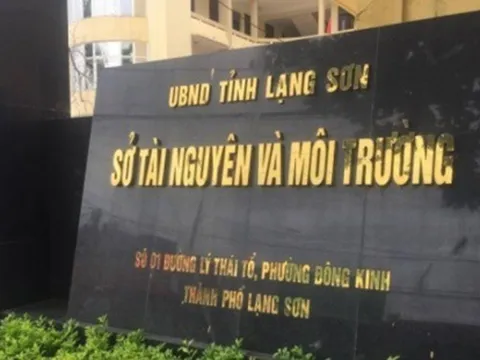 UBND TỈNH LẠNG SƠN
SỞ TÀI NGUYÊN VÀ MÔI TRƯỜNG
SỐ 01 ĐƯỜNG LÝ THÁI TỔ, PHƯỜNG ĐÔNG KINH
THÀNH PHỐ LẠNG SƠN